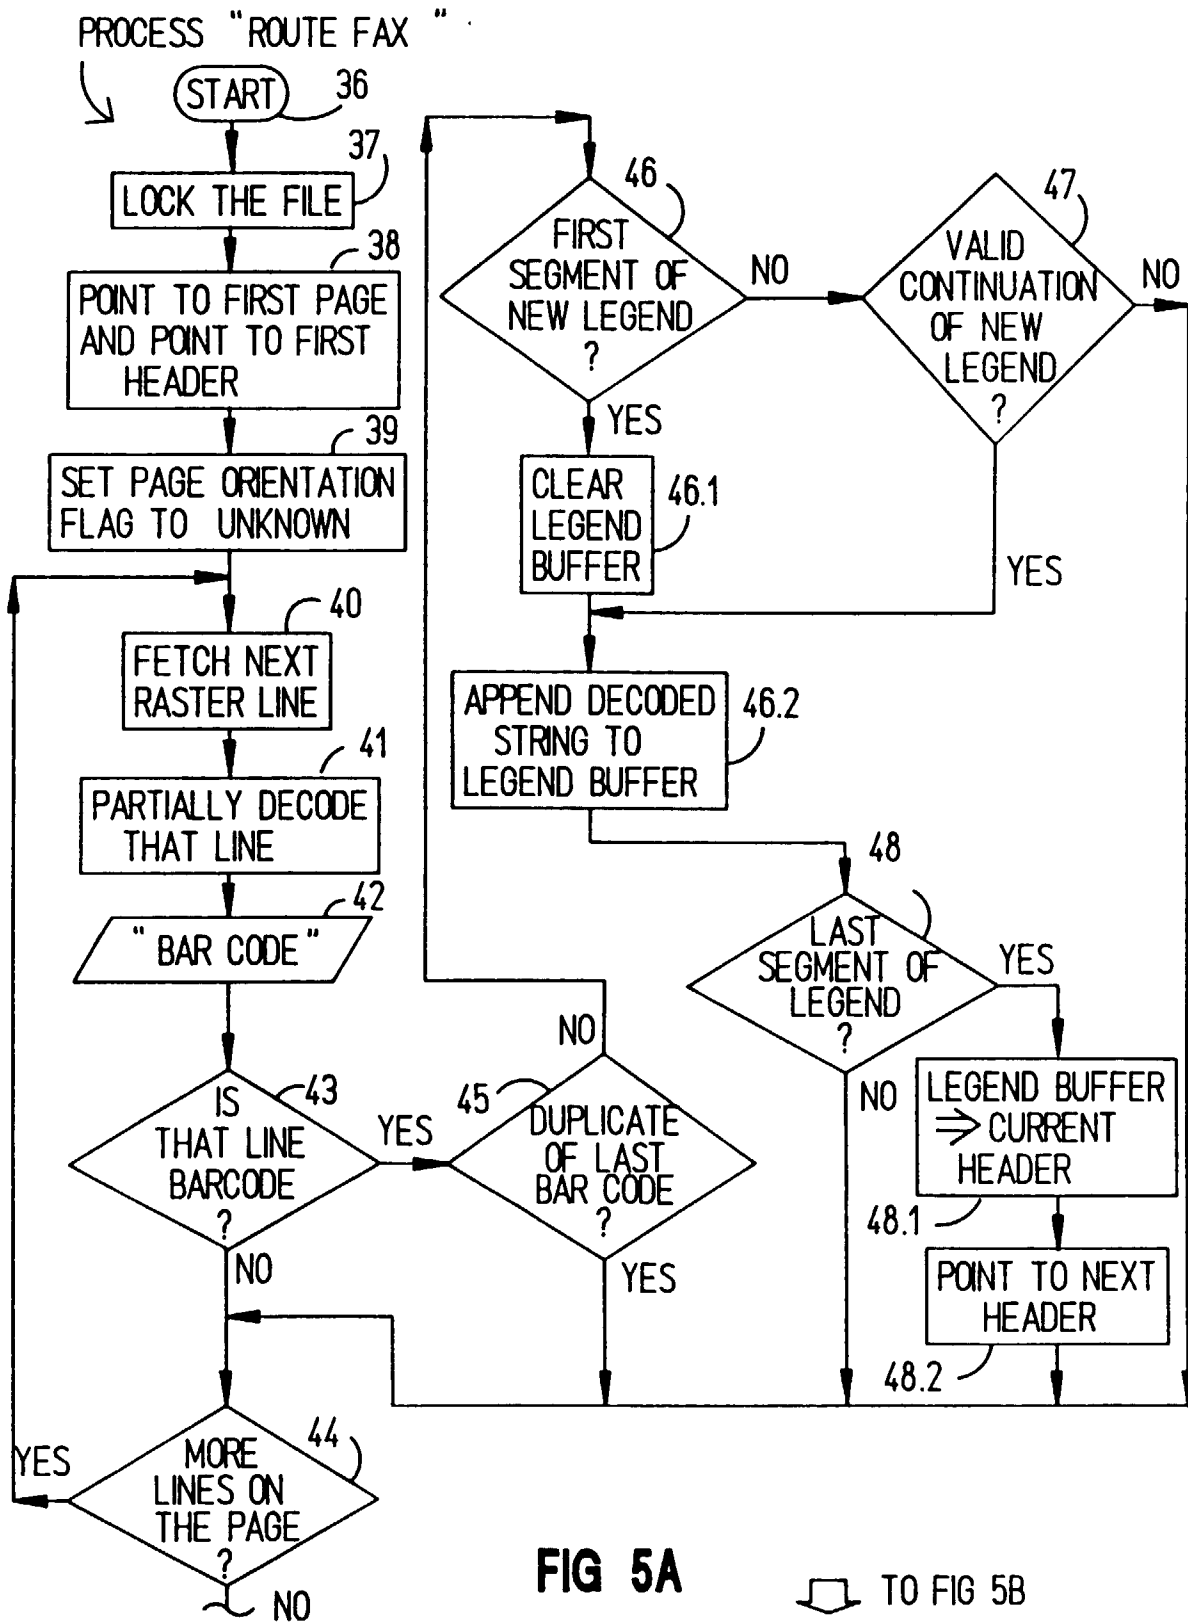 PROCESS "ROUTE FAX "
START
36
37
LOCK THE FILE
38
POINT TO FIRST PAGE
AND POINT TO FIRST
HEADER
39
SET PAGE ORIENTATION
FLAG TO UNKNOWN
40
FETCH NEXT
RASTER LINE
41
PARTIALLY DECODE
THAT LINE
42
" BAR CODE"
43
IS
THAT LINE
BARCODE
?
YES
NO
44
MORE
LINES ON
THE PAGE
?
YES
NO
45
DUPLICATE
OF LAST
BAR CODE
?
NO
YES
46
FIRST
SEGMENT OF
NEW LEGEND
?
NO
YES
46.1
CLEAR
LEGEND
BUFFER
47
VALID
CONTINUATION
OF NEW
LEGEND
?
NO
YES
46.2
APPEND DECODED
STRING TO
LEGEND BUFFER
48
LAST
SEGMENT OF
LEGEND
?
YES
NO
LEGEND BUFFER
⇒ CURRENT
HEADER
48.1
POINT TO NEXT
HEADER
48.2
FIG 5A
TO FIG 5B